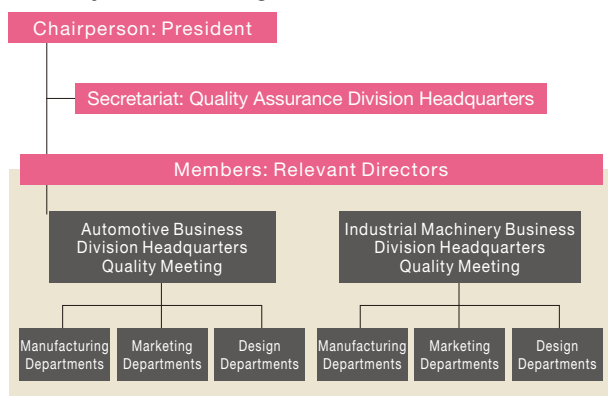 Chairperson: President
Secretariat: Quality Assurance Division Headquarters
Members: Relevant Directors
Automotive Business
Division Headquarters
Quality Meeting
Industrial Machinery Business
Division Headquarters
Quality Meeting
Manufacturing
Departments
Marketing
Departments
Design
Departments
Manufacturing
Departments
Marketing
Departments
Design
Departments